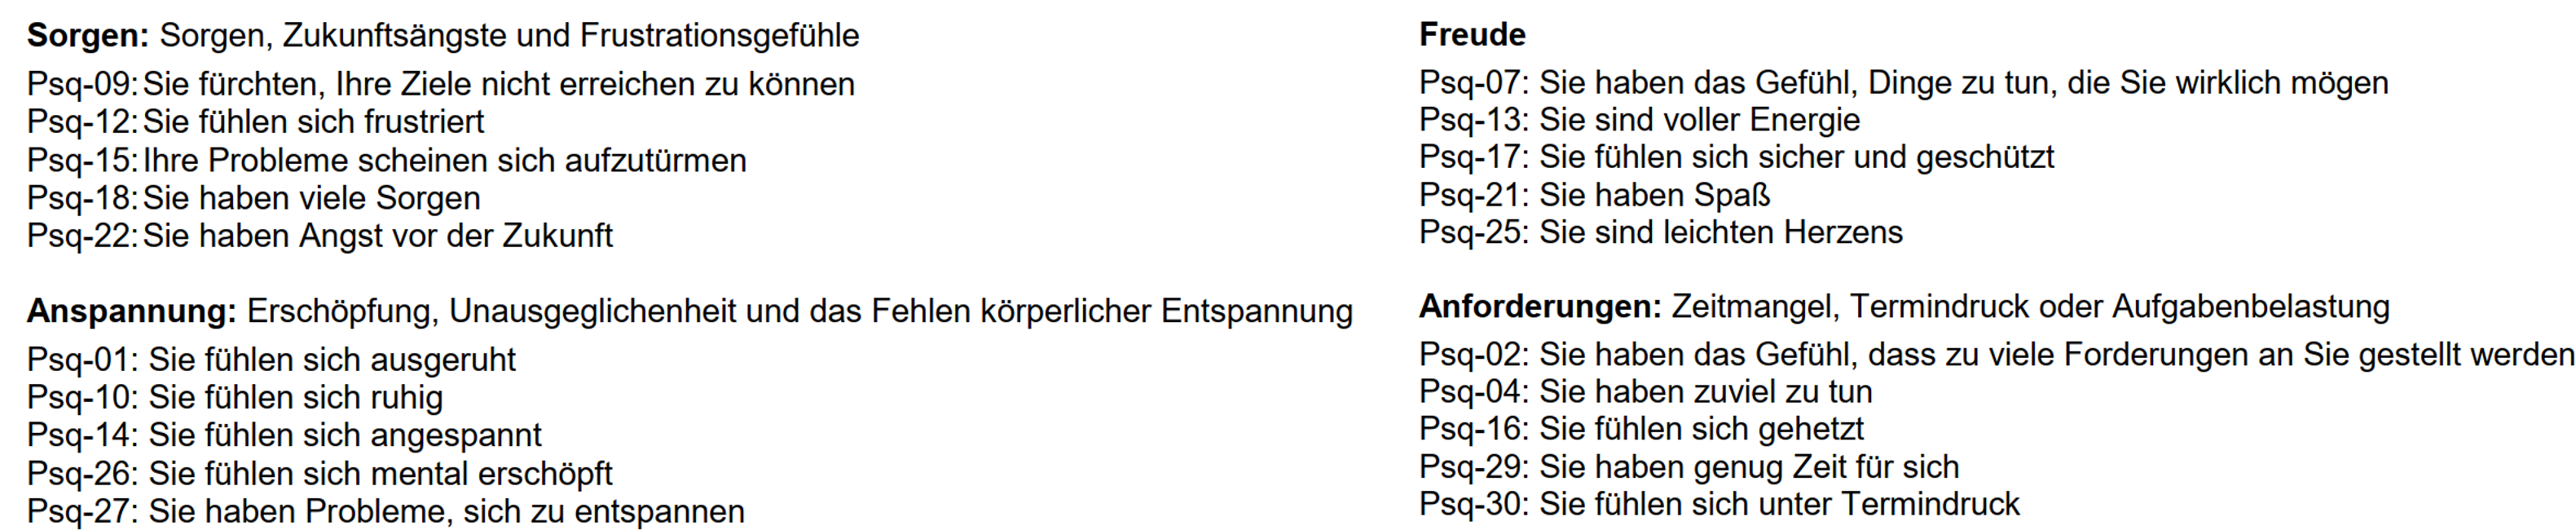 Sorgen: Sorgen, Zukunftsängste und Frustrationsgefühle
Psq-09: Sie fürchten, Ihre Ziele nicht erreichen zu können
Psq-12: Sie fühlen sich frustriert
Psq-15: Ihre Probleme scheinen sich aufzutürmen
Psq-18: Sie haben viele Sorgen
Psq-22: Sie haben Angst vor der Zukunft
Anspannung: Erschöpfung, Unausgeglichenheit und das Fehlen körperlicher Entspannung
Psq-01: Sie fühlen sich ausgeruht
Psq-10: Sie fühlen sich ruhig
Psq-14: Sie fühlen sich angespannt
Psq-26: Sie fühlen sich mental erschöpft
Psq-27: Sie haben Probleme, sich zu entspannen
Freude
Psq-07: Sie haben das Gefühl, Dinge zu tun, die Sie wirklich mögen
Psq-13: Sie sind voller Energie
Psq-17: Sie fühlen sich sicher und geschützt
Psq-21: Sie haben Spaß
Psq-25: Sie sind leichten Herzens
Anforderungen: Zeitmangel, Termindruck oder Aufgabenbelastung
Psq-02: Sie haben das Gefühl, dass zu viele Forderungen an Sie gestellt werden
Psq-04: Sie haben zuviel zu tun
Psq-16: Sie fühlen sich gehetzt
Psq-29: Sie haben genug Zeit für sich
Psq-30: Sie fühlen sich unter Termindruck